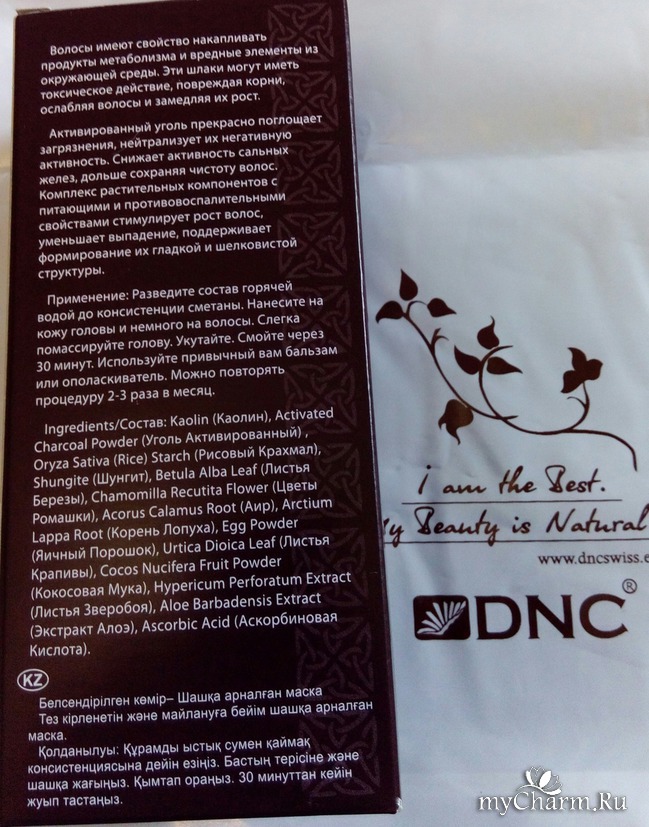 Волосы имеют свойство накапливать
продукты метаболизма и вредные элементы из
окружающей среды. Эти шлаки могут иметь
токсическое действие, повреждая корни,
ослабляя волосы и замедляя их рост.
Активированный уголь прекрасно поглощает
загрязнения, нейтрализует их негативную
активность. Снижает активность сальных
желез, дольше сохраняя чистоту волос.
Комплекс растительных компонентов с
питающими и противовоспалительными
свойствами стимулирует рост волос,
уменьшает выпадение, поддерживает
формирование их гладкой и шелковистой
структуры.
Применение: Разведите состав горячей
водой до консистенции сметаны. Нанесите на
кожу головы и немного на волосы. Слегка
помассируйте голову. Укутайте. Смойте через
30 минут. Используйте привычный вам бальзам
или ополаскиватель. Можно повторять
процедуру 2-3 раза в месяц.
Ingredients/Состав: Kaolin (Каолин), Activated
Charcoal Powder (Уголь Активированный) ,
Oryza Sativa (Rice) Starch (Рисовый Крахмал),
Shungite (Шунгит), Betula Alba Leaf (Листья
Березы), Chamomilla Recutita Flower (Цветы
Ромашки), Acorus Calamus Root (Аир), Arctium
Lappa Root (Корень Лопуха), Egg Powder
(Яичный Порошок), Urtica Dioica Leaf (Листья
Крапивы), Cocos Nucifera Fruit Powder
(Кокосовая Мука), Hypericum Perforatum Extract
(Листья Зверобоя), Aloe Barbadensis Extract
(Экстракт Алоэ), Ascorbic Acid (Аскорбиновая
Кислота).
KZ
Белсендірілген көмір– Шашқа арналған маска
Тез кірленетін және майлануға бейім шашқа арналған
маска.
Қолданылуы: Құрамды ыстық сумен қаймақ
консистенциясына дейін езіңіз. Бастың терісіне және
шашқа жағыңыз. Қымтап ораңыз. 30 минуттан кейін
жуып тастаңыз.
I am the Best.
y Beauty is Natural
www.dncswiss.e
DNC®
myCharm.Ru